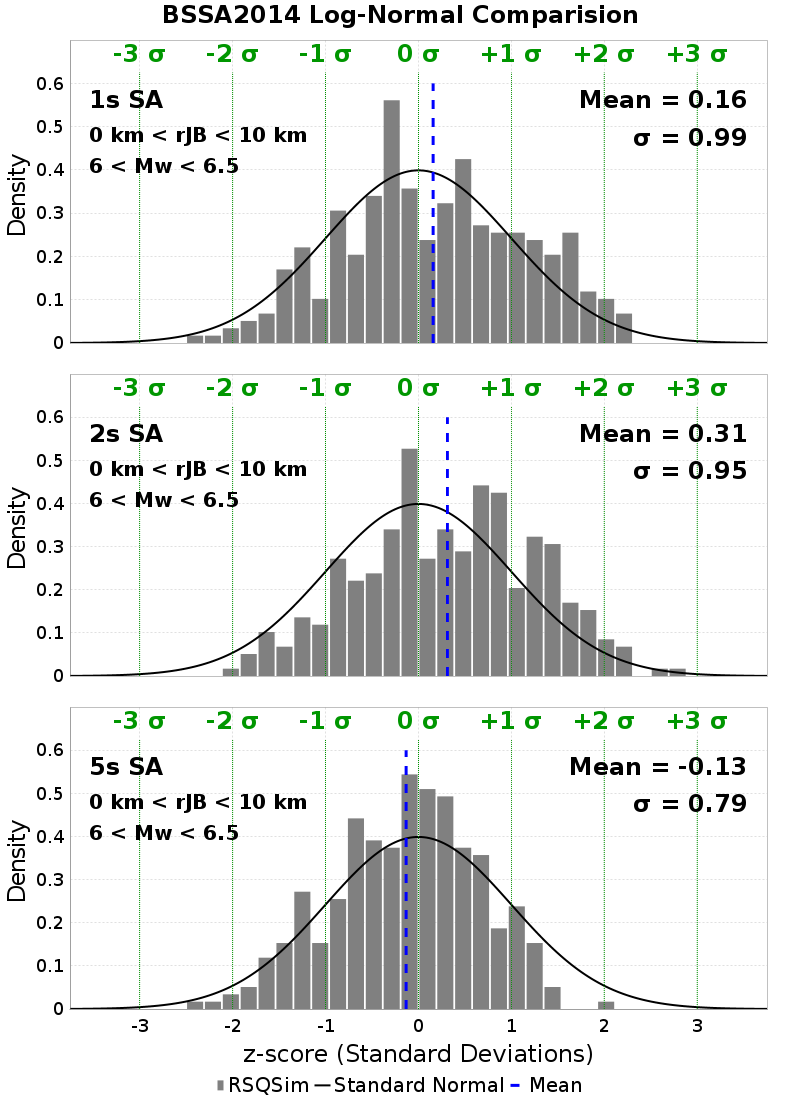 BSSA2014 Log-Normal Comparision
-3 σ -2 σ -1 σ 0 σ +1 σ +2 σ +3 σ
0.6
1s SA Mean = 0.16
0.5
0 km < rJB < 10 km σ = 0.99
0.4
6 < Mw < 6.5
0.3
0.2
0.1
0
Density
-3 σ -2 σ -1 σ 0 σ +1 σ +2 σ +3 σ
0.6
2s SA Mean = 0.31
0.5
0 km < rJB < 10 km σ = 0.95
0.4
6 < Mw < 6.5
0.3
0.2
0.1
0
Density
-3 σ -2 σ -1 σ 0 σ +1 σ +2 σ +3 σ
0.6
5s SA Mean = -0.13
0.5
0 km < rJB < 10 km σ = 0.79
0.4
6 < Mw < 6.5
0.3
0.2
0.1
0
Density
-3 -2 -1 0 1 2 3
z-score (Standard Deviations)
RSQSim Standard Normal Mean